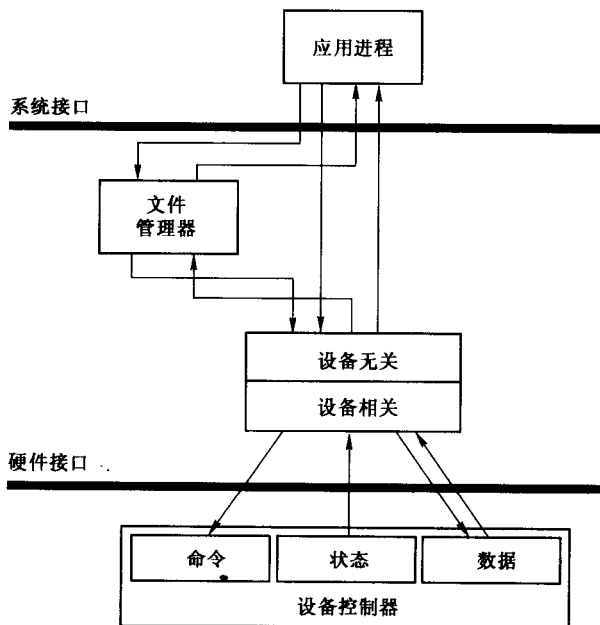 应用进程
系统接口
文件
管理器
设备无关
设备相关
硬件接口
命令
状态
数据
设备控制器